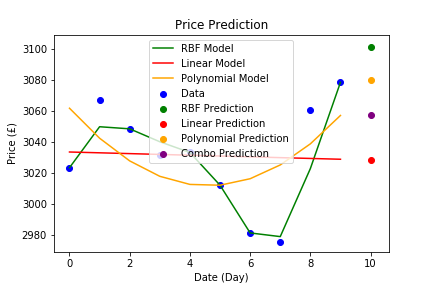 Price Prediction
3100
3080
3060
3040
3020
3000
2980
Price (£)
RBF Model
Linear Model
Polynomial Model
Data
RBF Prediction
Linear Prediction
Polynomial Prediction
Combo Prediction
0
2
4
6
8
10
Date (Day)